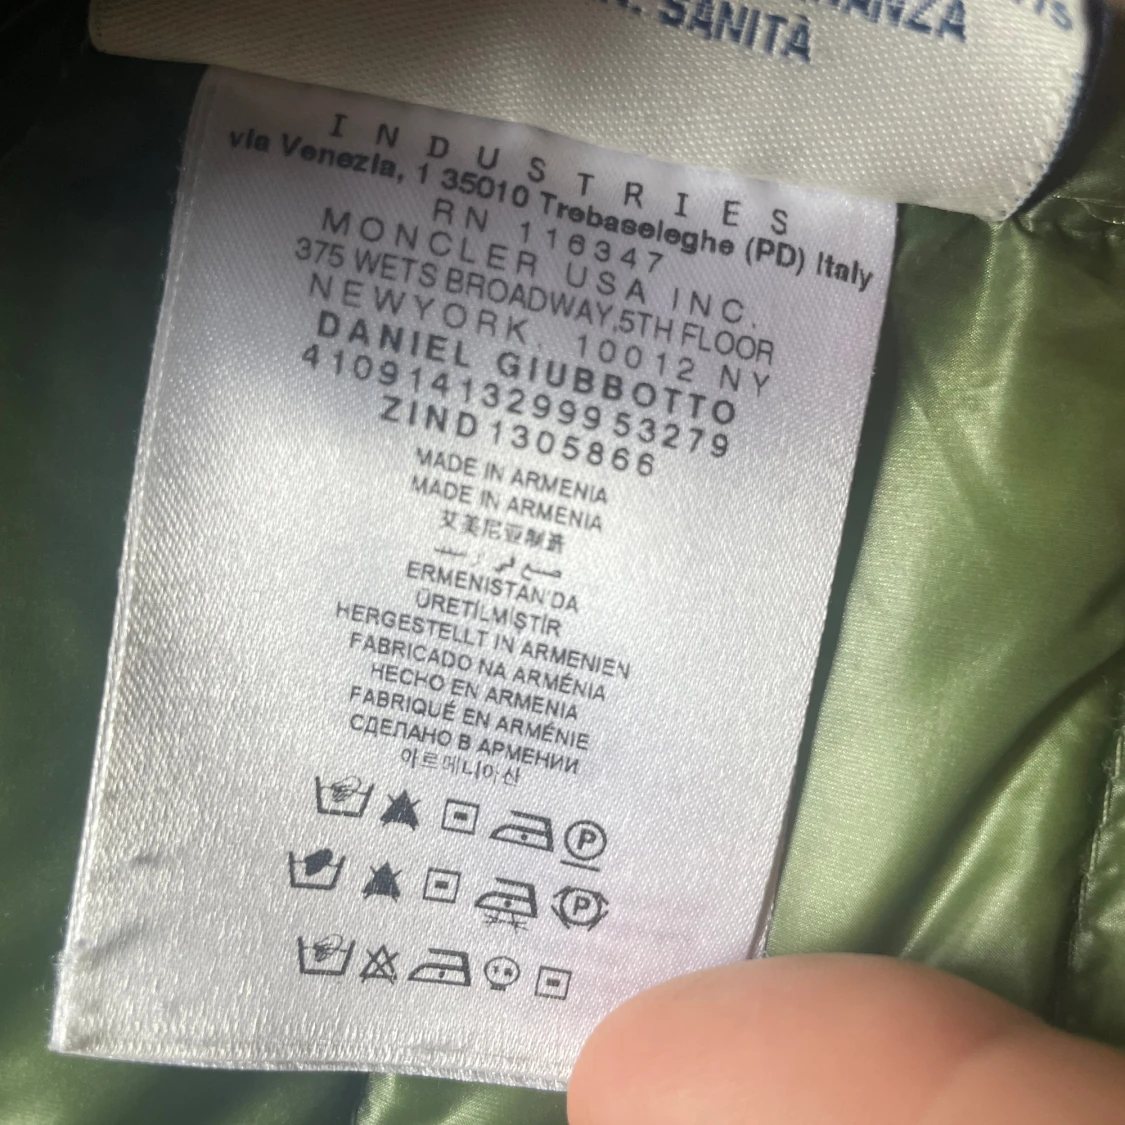 SANITÀ
INDUSTRIES
via Venezia, 1 35010 Trebaseleghe (PD) Italy
RN 116347
MONCLER USA INC.
375 WETS BROADWAY,5TH FLOOR
NEWYORK. 10012 NY
DANIEL GIUBBOTTO
41091413299953279
ZIND1305866
MADE IN ARMENIA
MADE IN ARMENIA
艾美尼亚制造
ERMENISTAN'DA
ÜRETİLMİŞTİR
HERGESTELLT IN ARMENIEN
FABRICADO NA ARMÉNIA
HECHO EN ARMENIA
FABRIQUÉ EN ARMÉNIE
СДЕЛАНО В АРМЕНИИ
아르메니아산
P
P